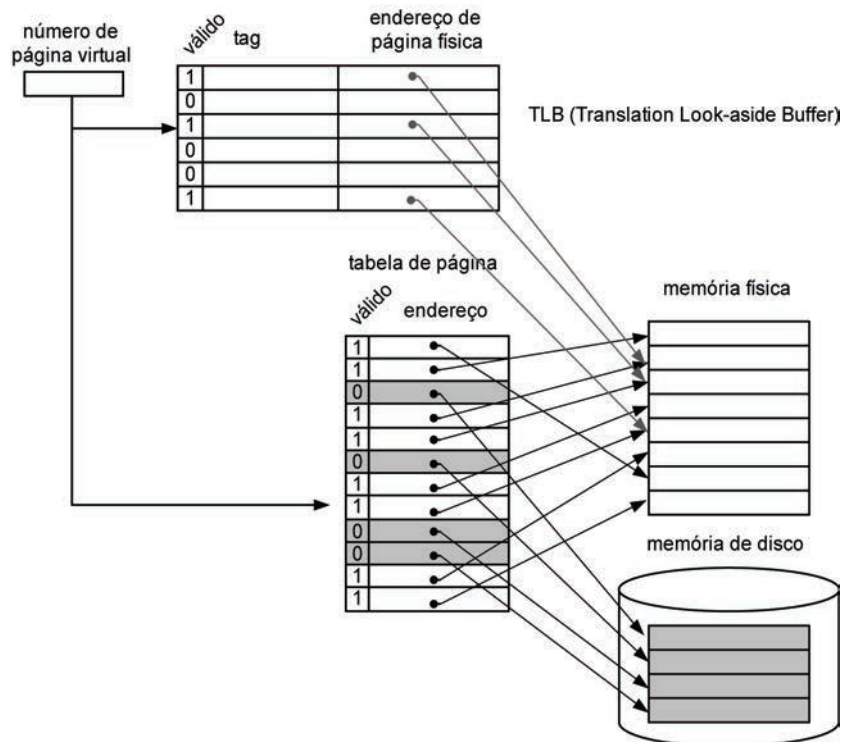 número de
página virtual
válido
tag
endereço de
página física
1
0
1
0
0
1
TLB (Translation Look-aside Buffer)
tabela de página
válido
endereço
1
1
0
1
1
0
1
1
0
0
1
1
memória física
memória de disco